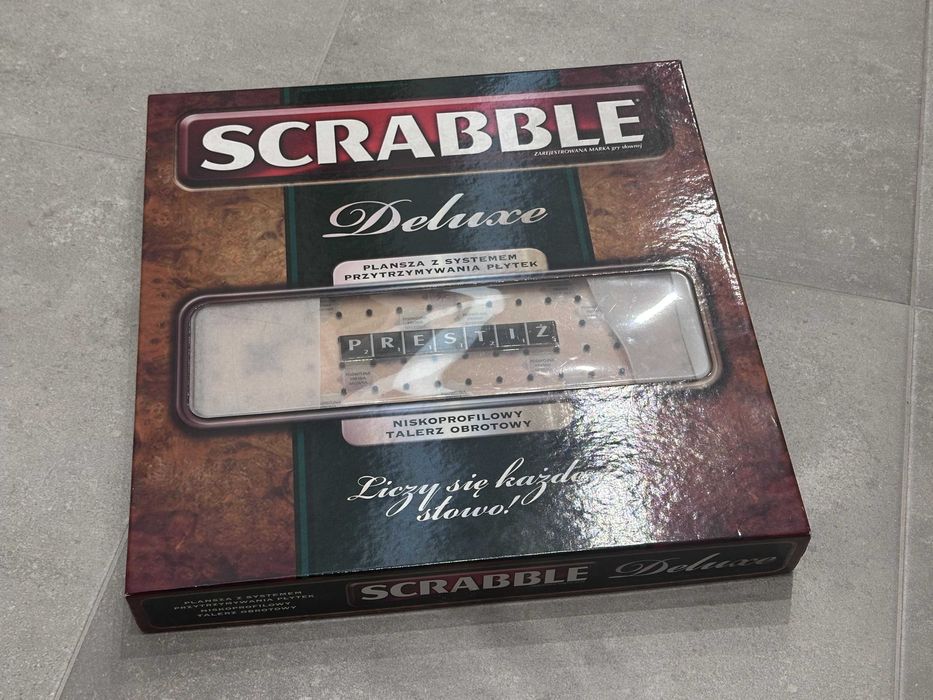 SCRABBLE
ZAREJESTROWANA MARKA gry słownej
Deluxe
PLANSZA Z SYSTEMEM
PRZYTRZYMYWANIA PŁYTEK
PRESTIŻ
NISKOPROFILOWY
TALERZ OBROTOWY
Liczy się każde
słowo!
SCRABBLE Deluxe
PLANSZA Z SYSTEMEM
PRZYTRZYMYWANIA PŁYTEK
NISKOPROFILOWY
TALERZ OBROTOWY